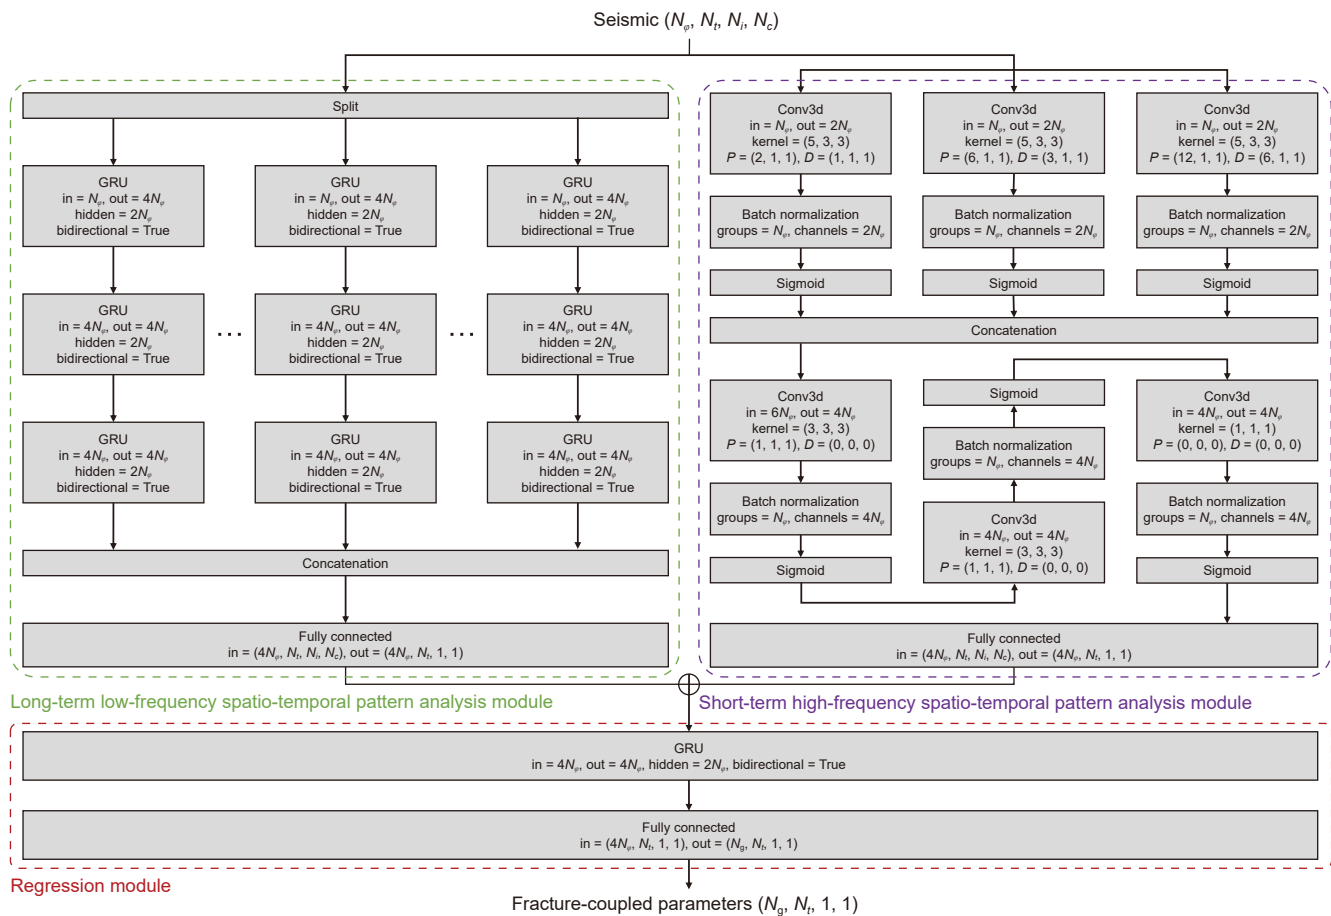 Seismic (Nφ, Nt, Ni, Nc)
Split
GRU
in = Nφ, out = 4Nφ
hidden = 2Nφ
bidirectional = True
GRU
in = Nφ, out = 4Nφ
hidden = 2Nφ
bidirectional = True
GRU
in = Nφ, out = 4Nφ
hidden = 2Nφ
bidirectional = True
GRU
in = 4Nφ, out = 4Nφ
hidden = 2Nφ
bidirectional = True
...
GRU
in = 4Nφ, out = 4Nφ
hidden = 2Nφ
bidirectional = True
...
GRU
in = 4Nφ, out = 4Nφ
hidden = 2Nφ
bidirectional = True
GRU
in = 4Nφ, out = 4Nφ
hidden = 2Nφ
bidirectional = True
GRU
in = 4Nφ, out = 4Nφ
hidden = 2Nφ
bidirectional = True
GRU
in = 4Nφ, out = 4Nφ
hidden = 2Nφ
bidirectional = True
Concatenation
Fully connected
in = (4Nφ, Nt, Ni, Nc), out = (4Nφ, Nt, 1, 1)
Long-term low-frequency spatio-temporal pattern analysis module
Conv3d
in = Nφ, out = 2Nφ
kernel = (5, 3, 3)
P = (2, 1, 1), D = (1, 1, 1)
Conv3d
in = Nφ, out = 2Nφ
kernel = (5, 3, 3)
P = (6, 1, 1), D = (3, 1, 1)
Conv3d
in = Nφ, out = 2Nφ
kernel = (5, 3, 3)
P = (12, 1, 1), D = (6, 1, 1)
Batch normalization
groups = Nφ, channels = 2Nφ
Batch normalization
groups = Nφ, channels = 2Nφ
Batch normalization
groups = Nφ, channels = 2Nφ
Sigmoid
Sigmoid
Sigmoid
Concatenation
Conv3d
in = 6Nφ, out = 4Nφ
kernel = (3, 3, 3)
P = (1, 1, 1), D = (0, 0, 0)
Batch normalization
groups = Nφ, channels = 4Nφ
Sigmoid
Sigmoid
Batch normalization
groups = Nφ, channels = 4Nφ
Conv3d
in = 4Nφ, out = 4Nφ
kernel = (3, 3, 3)
P = (1, 1, 1), D = (0, 0, 0)
Conv3d
in = 4Nφ, out = 4Nφ
kernel = (1, 1, 1)
P = (0, 0, 0), D = (0, 0, 0)
Batch normalization
groups = Nφ, channels = 4Nφ
Sigmoid
Fully connected
in = (4Nφ, Nt, Ni, Nc), out = (4Nφ, Nt, 1, 1)
Short-term high-frequency spatio-temporal pattern analysis module
GRU
in = 4Nφ, out = 4Nφ, hidden = 2Nφ, bidirectional = True
Fully connected
in = (4Nφ, Nt, 1, 1), out = (Ng, Nt, 1, 1)
Regression module
Fracture-coupled parameters (Ng, Nt, 1, 1)